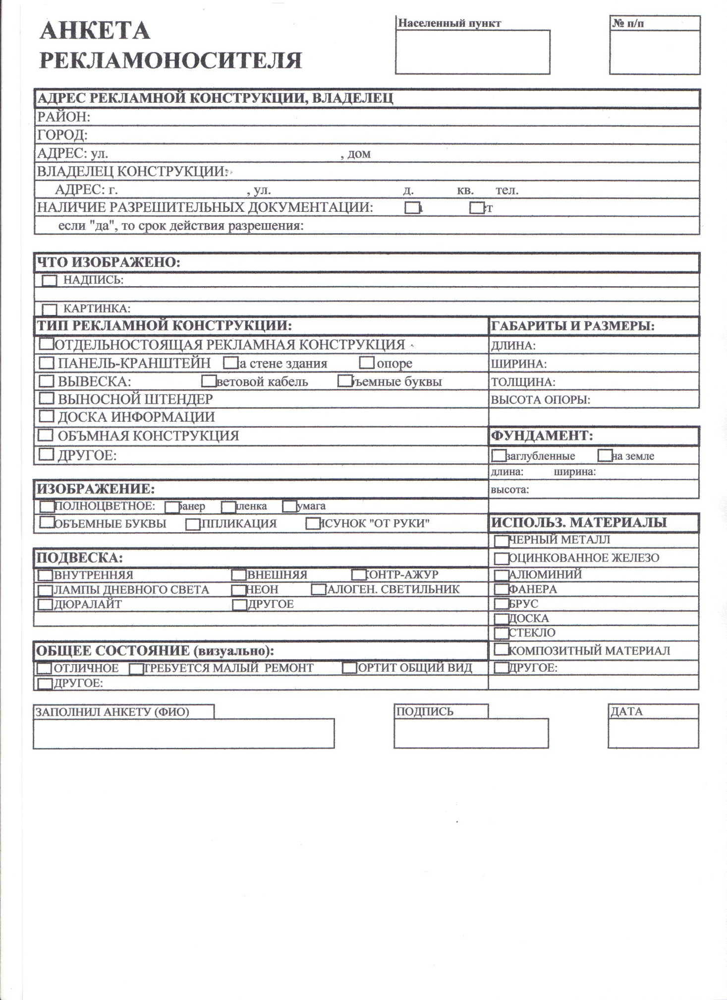 АНКЕТА
РЕКЛАМОНОСИТЕЛЯ
Населенный пункт
№ п/п
АДРЕС РЕКЛАМНОЙ КОНСТРУКЦИИ, ВЛАДЕЛЕЦ
РАЙОН:
ГОРОД:
АДРЕС: ул. , дом
ВЛАДЕЛЕЦ КОНСТРУКЦИИ:
АДРЕС: г. , ул. д. кв. тел.
НАЛИЧИЕ РАЗРЕШИТЕЛЬНЫХ ДОКУМЕНТАЦИИ:
если "да", то срок действия разрешения:
ЧТО ИЗОБРАЖЕНО:
НАДПИСЬ:
КАРТИНКА:
ТИП РЕКЛАМНОЙ КОНСТРУКЦИИ:
ОТДЕЛЬНОСТОЯЩАЯ РЕКЛАМНАЯ КОНСТРУКЦИЯ
ПАНЕЛЬ-КРАНШТЕЙН а стене здания опоре
ВЫВЕСКА: ветовой кабель ъемные буквы
ВЫНОСНОЙ ШТЕНДЕР
ДОСКА ИНФОРМАЦИИ
ОБЪМНАЯ КОНСТРУКЦИЯ
ДРУГОЕ:
ГАБАРИТЫ И РАЗМЕРЫ:
ДЛИНА:
ШИРИНА:
ТОЛЩИНА:
ВЫСОТА ОПОРЫ:
ФУНДАМЕНТ:
заглубленные на земле
длина: ширина:
высота:
ИЗОБРАЖЕНИЕ:
ПОЛНОЦВЕТНОЕ: банер пленка умага
ОБЪЕМНЫЕ БУКВЫ ППЛИКАЦИЯ ИСУНОК "ОТ РУКИ"
ПОДВЕСКА:
ВНУТРЕННЯЯ ВНЕШНЯЯ КОНТР-АЖУР
ЛАМПЫ ДНЕВНОГО СВЕТА НЕОН АЛОГЕН. СВЕТИЛЬНИК
ДЮРАЛАЙТ ДРУГОЕ
ОБЩЕЕ СОСТОЯНИЕ (визуально):
ОТЛИЧНОЕ ТРЕБУЕТСЯ МАЛЫЙ РЕМОНТ ОРТИТ ОБЩИЙ ВИД
ДРУГОЕ:
ИСПОЛЬЗ. МАТЕРИАЛЫ
ЧЕРНЫЙ МЕТАЛЛ
ОЦИНКОВАННОЕ ЖЕЛЕЗО
АЛЮМИНИЙ
ФАНЕРА
БРУС
ДОСКА
СТЕКЛО
КОМПОЗИТНЫЙ МАТЕРИАЛ
ДРУГОЕ:
ЗАПОЛНИЛ АНКЕТУ (ФИО)
ПОДПИСЬ
ДАТА